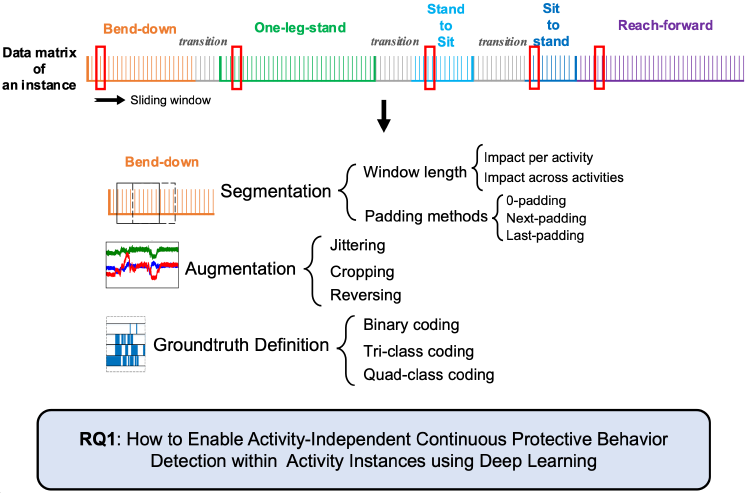 Bend-down
One-leg-stand
Stand
to
Sit
Sit
to
stand
Reach-forward
transition
transition
transition
Data matrix
of
an instance
Sliding window
Bend-down
Segmentation
Window length
Impact per activity
Impact across activities
Padding methods
0-padding
Next-padding
Last-padding
Augmentation
Jittering
Cropping
Reversing
Groundtruth Definition
Binary coding
Tri-class coding
Quad-class coding
RQ1: How to Enable Activity-Independent Continuous Protective Behavior
Detection within Activity Instances using Deep Learning